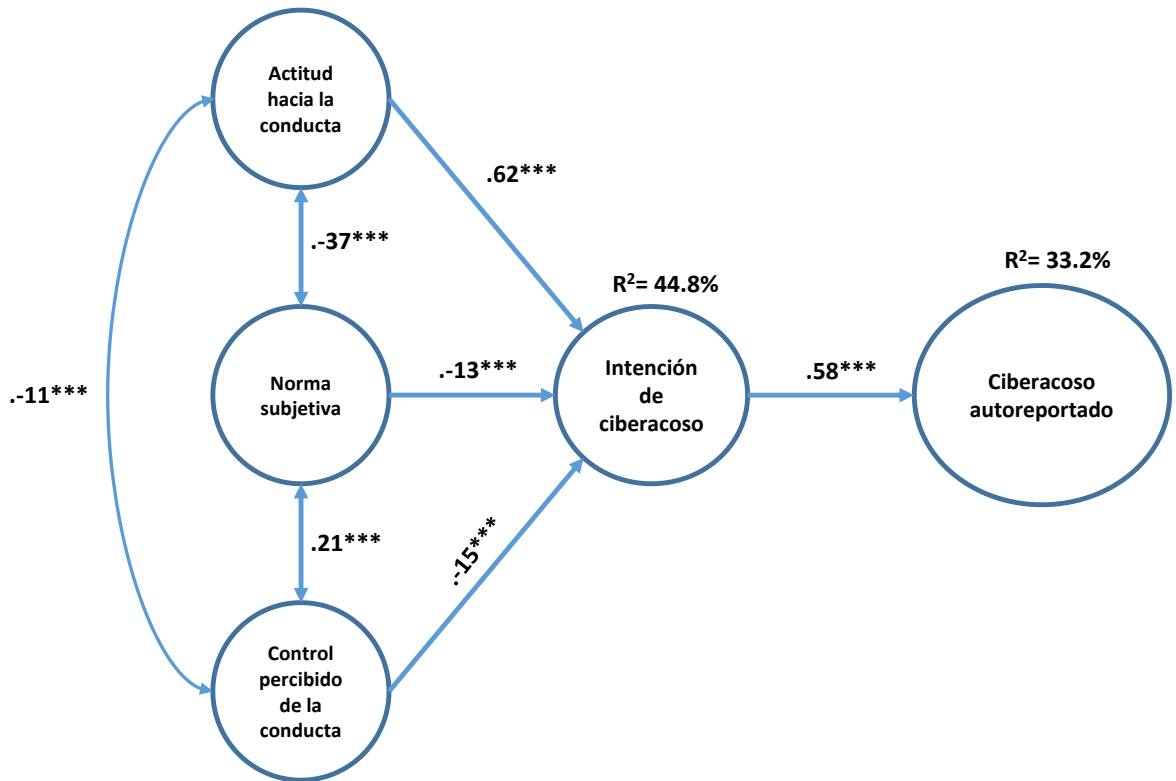 Actitud
hacia la
conducta
.62***
.-37***
R²= 33.2%
R²= 44.8%
.-11***
Norma
subjetiva
.-13***
Intención
de
ciberacoso
.58***
Ciberacoso
autoreportado
.21***
.-15***
Control
percibido
de la
conducta